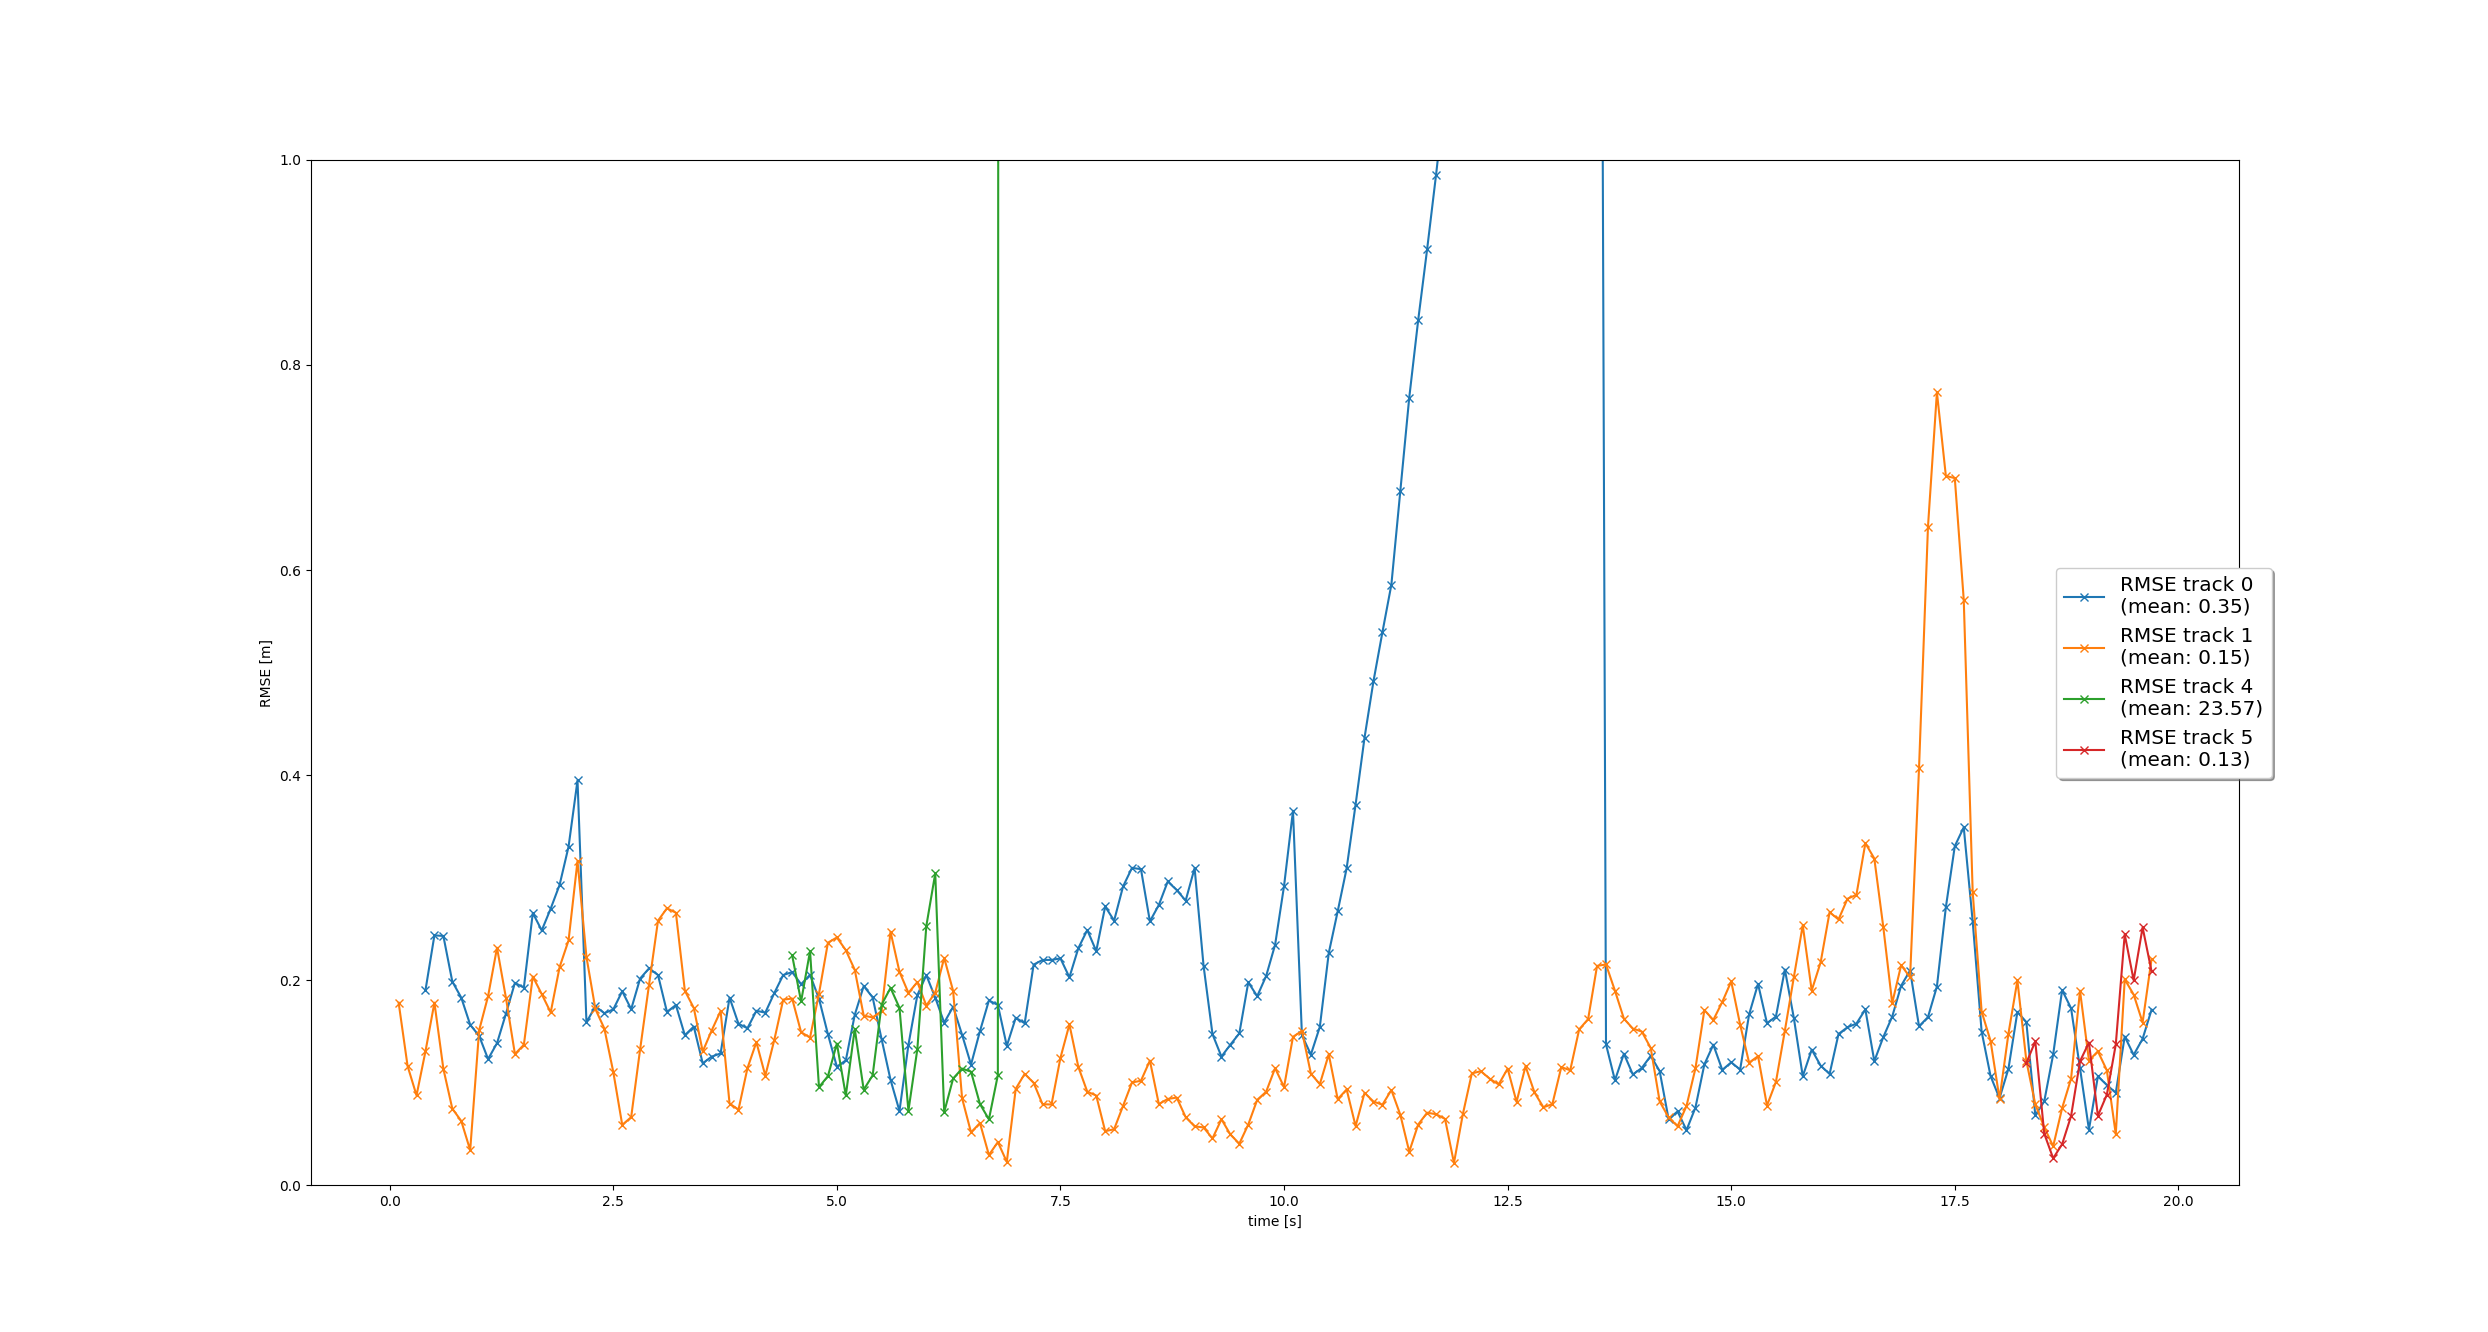 1.0
0.8
0.6
0.4
0.2
0.0
RMSE [m]
0.0 2.5 5.0 7.5 10.0 12.5 15.0 17.5 20.0
time [s]
RMSE track 0
(mean: 0.35)
RMSE track 1
(mean: 0.15)
RMSE track 4
(mean: 23.57)
RMSE track 5
(mean: 0.13)